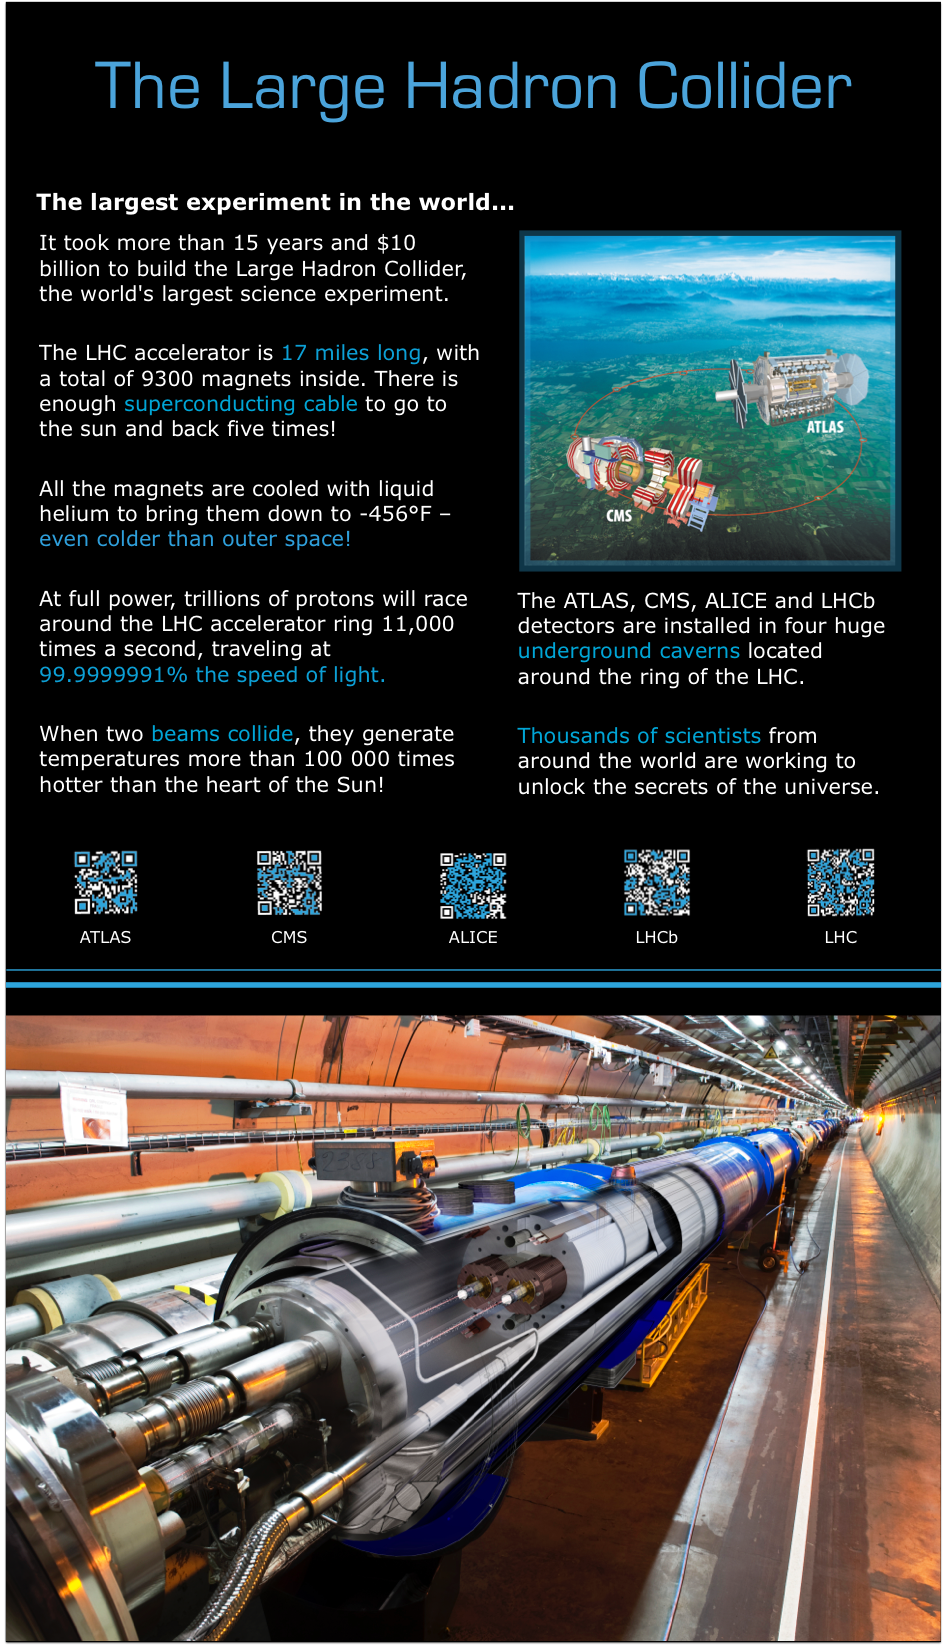 The Large Hadron Collider
The largest experiment in the world...
It took more than 15 years and $10
billion to build the Large Hadron Collider,
the world's largest science experiment.
The LHC accelerator is 17 miles long, with
a total of 9300 magnets inside. There is
enough superconducting cable to go to
the sun and back five times!
All the magnets are cooled with liquid
helium to bring them down to -456°F –
even colder than outer space!
At full power, trillions of protons will race
around the LHC accelerator ring 11,000
times a second, traveling at
99.9999991% the speed of light.
When two beams collide, they generate
temperatures more than 100 000 times
hotter than the heart of the Sun!
ATLAS
CMS
The ATLAS, CMS, ALICE and LHCb
detectors are installed in four huge
underground caverns located
around the ring of the LHC.
Thousands of scientists from
around the world are working to
unlock the secrets of the universe.
ATLAS
CMS
ALICE
LHCb
LHC